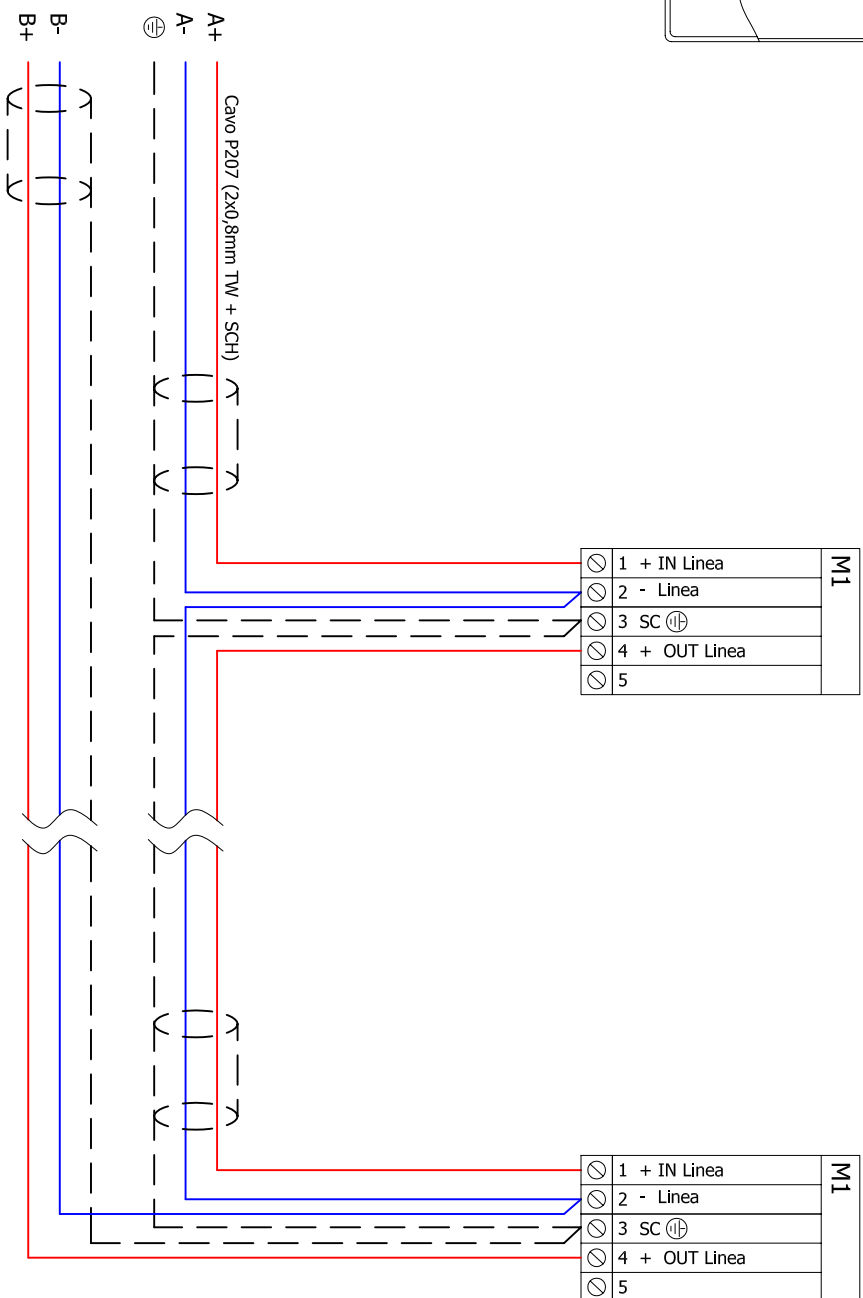 B+
B-
A-
A+
Cavo P207 (2x0,8mm TW + SCH)
M1
1 + IN Linea
2 - Linea
3 SC
4 + OUT Linea
5
M1
1 + IN Linea
2 - Linea
3 SC
4 + OUT Linea
5